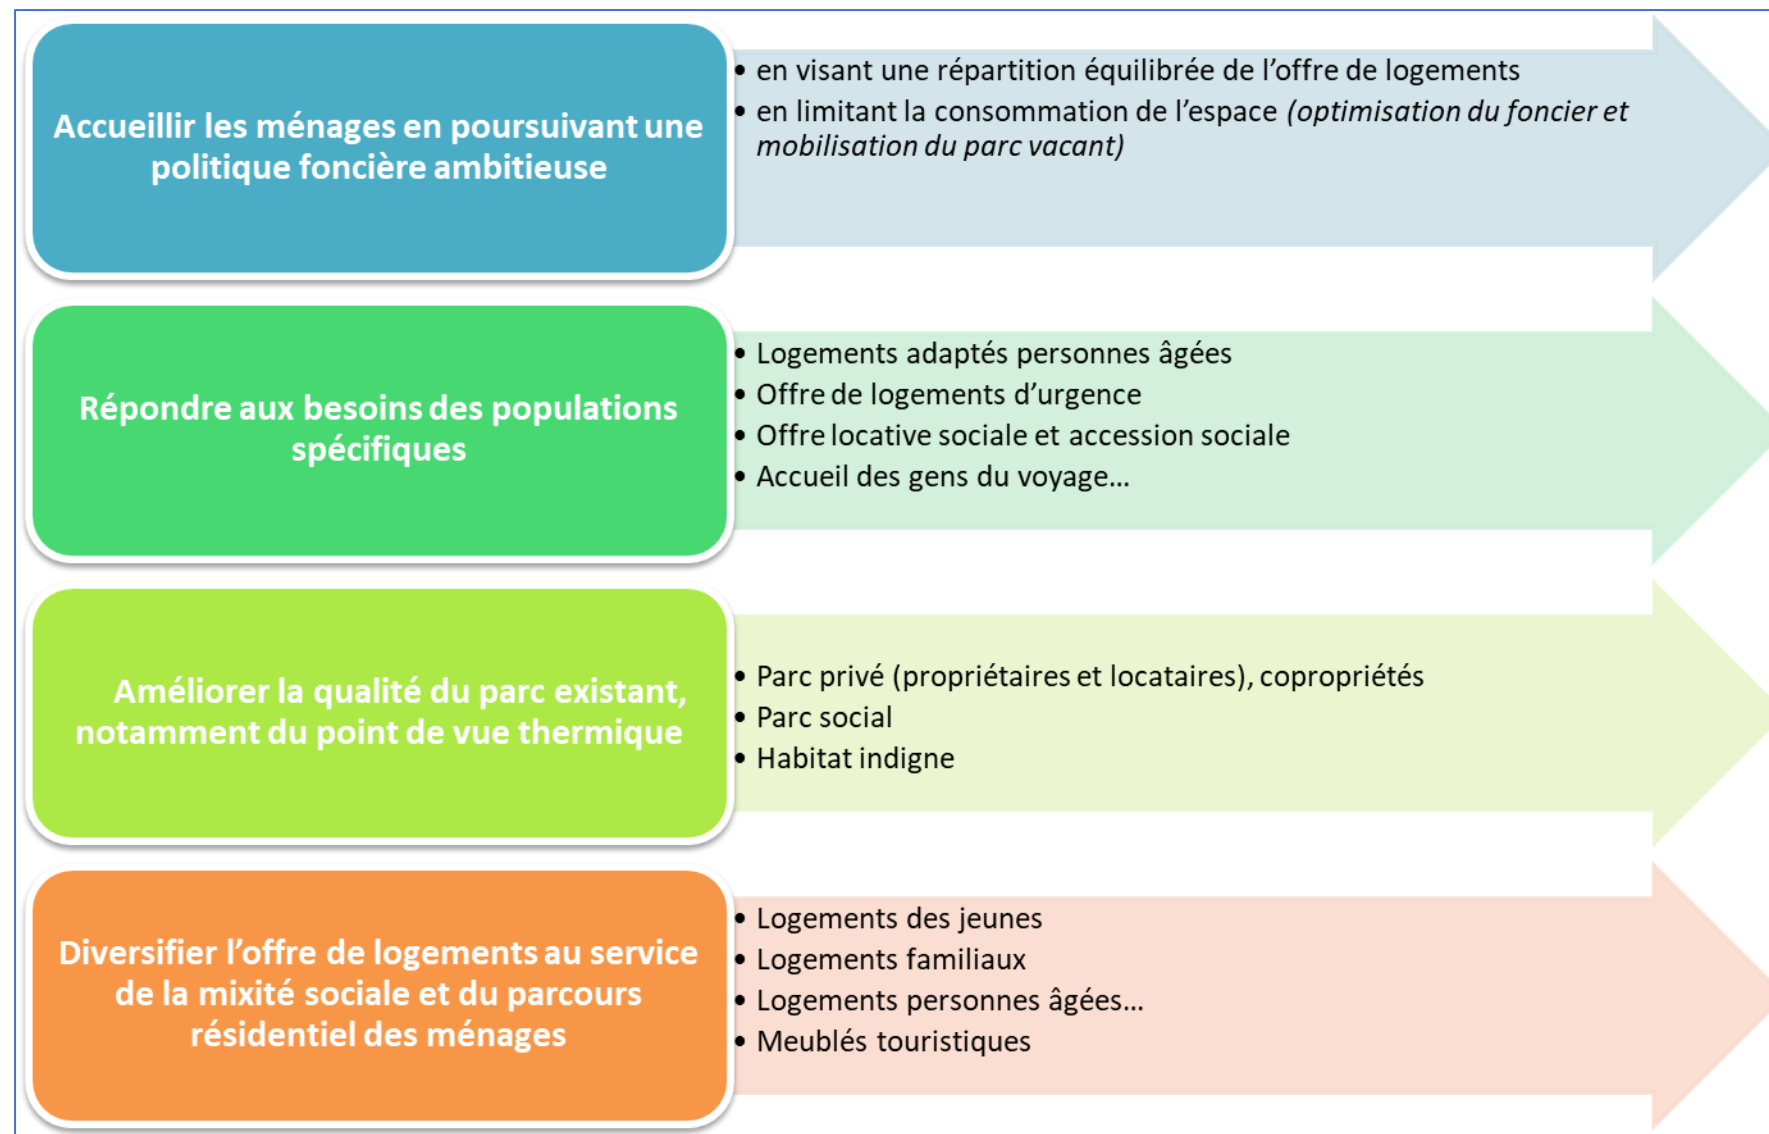 Accueillir les ménages en poursuivant une
politique foncière ambitieuse
• en visant une répartition équilibrée de l’offre de logements
• en limitant la consommation de l’espace (optimisation du foncier et
mobilisation du parc vacant)
Répondre aux besoins des populations
spécifiques
• Logements adaptés personnes âgées
• Offre de logements d’urgence
• Offre locative sociale et accession sociale
• Accueil des gens du voyage…
Améliorer la qualité du parc existant,
notamment du point de vue thermique
• Parc privé (propriétaires et locataires), copropriétés
• Parc social
• Habitat indigne
Diversifier l’offre de logements au service
de la mixité sociale et du parcours
résidentiel des ménages
• Logements des jeunes
• Logements familiaux
• Logements personnes âgées…
• Meublés touristiques